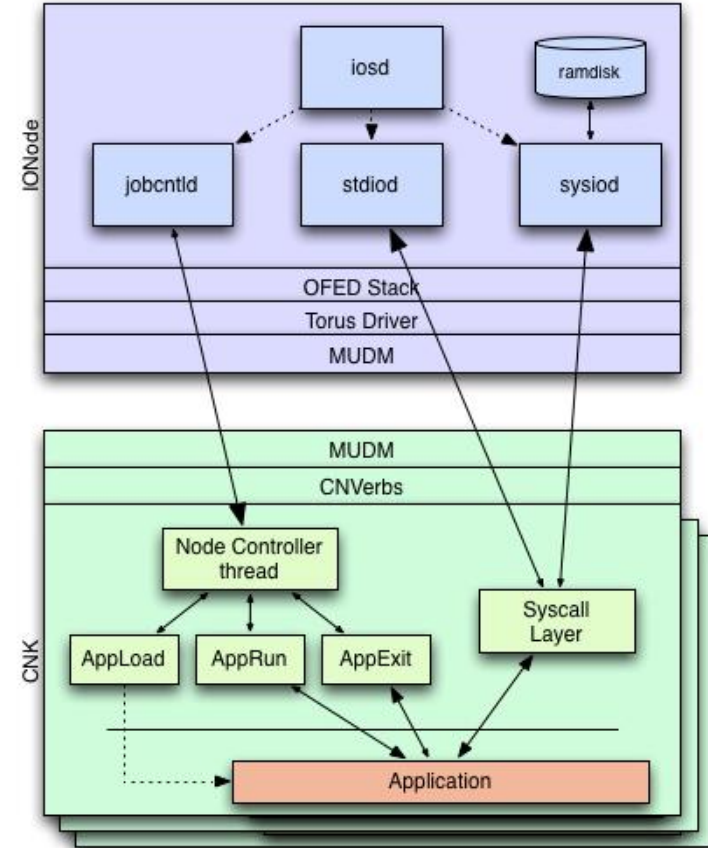 iosd
ramdisk
IONode
jobcntld
stdiod
sysiod
OFED Stack
Torus Driver
MUDM
MUDM
CNVerbs
Node Controller
thread
Syscall
Layer
CNK
AppLoad
AppRun
AppExit
Application